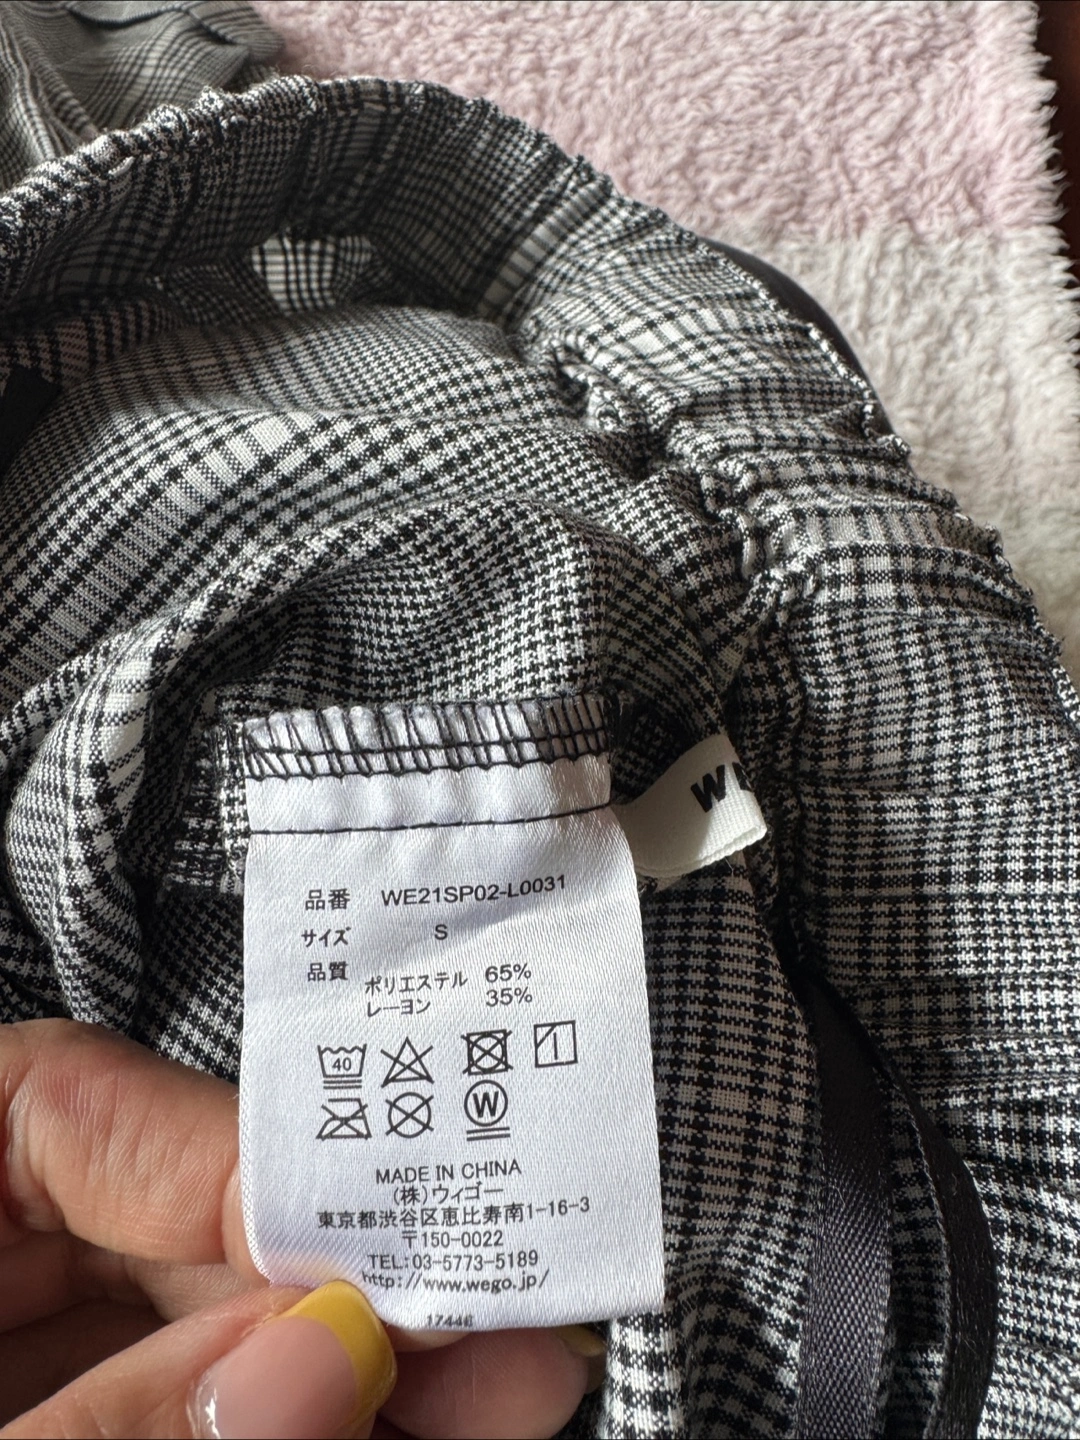 品番 WE21SP02-L0031
サイズ S
品質 ポリエステル 65%
レーヨン 35%
40
W
MADE IN CHINA
(株)ウィゴー
東京都渋谷区恵比寿南1-16-3
〒150-0022
TEL:03-5773-5189
http://www.wego.jp/
W